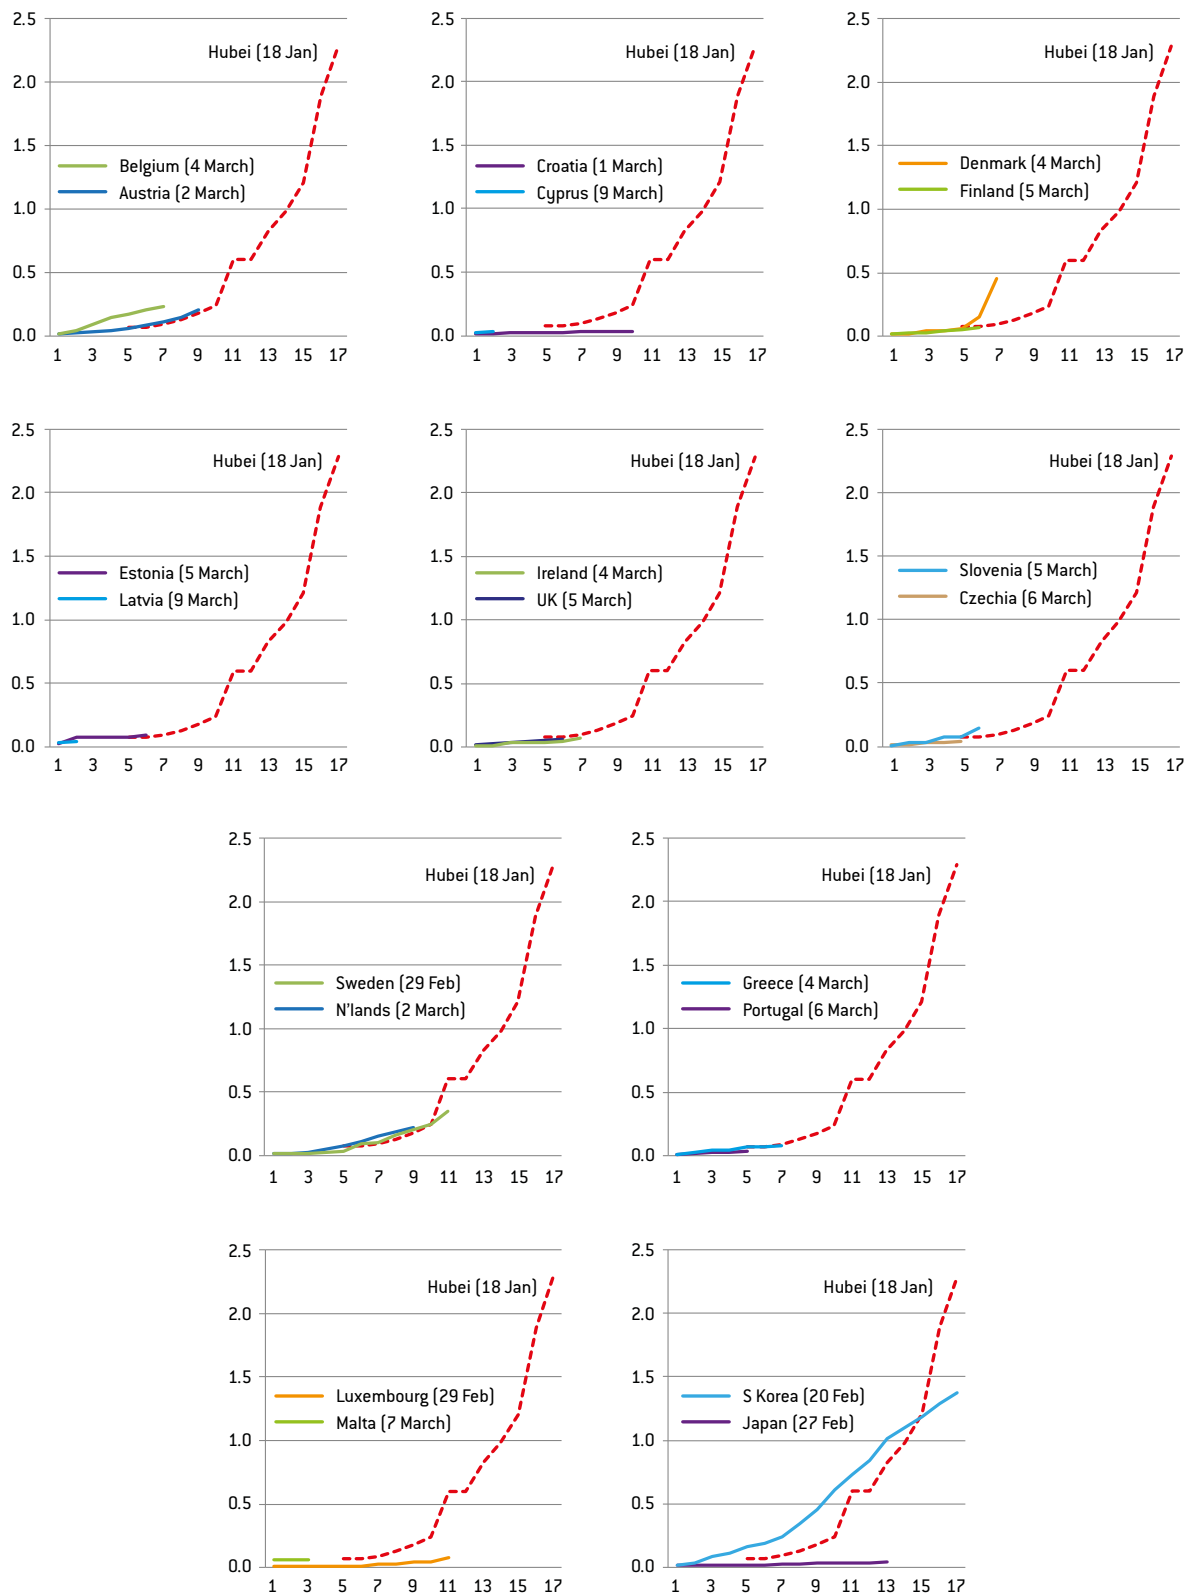 2.5
Hubei (18 Jan)
2.0
1.5
Belgium (4 March)
Austria (2 March)
1.0
0.5
0.0
1 3 5 7 9 11 13 15 17
2.5
Hubei (18 Jan)
2.0
1.5
Croatia (1 March)
Cyprus (9 March)
1.0
0.5
0.0
1 3 5 7 9 11 13 15 17
2.5
Hubei (18 Jan)
2.0
1.5
Denmark (4 March)
Finland (5 March)
1.0
0.5
0.0
1 3 5 7 9 11 13 15 17
2.5
Hubei (18 Jan)
2.0
1.5
Estonia (5 March)
Latvia (9 March)
1.0
0.5
0.0
1 3 5 7 9 11 13 15 17
2.5
Hubei (18 Jan)
2.0
1.5
Ireland (4 March)
UK (5 March)
1.0
0.5
0.0
1 3 5 7 9 11 13 15 17
2.5
Hubei (18 Jan)
2.0
1.5
Slovenia (5 March)
Czechia (6 March)
1.0
0.5
0.0
1 3 5 7 9 11 13 15 17
2.5
Hubei (18 Jan)
2.0
1.5
Sweden (29 Feb)
N'lands (2 March)
1.0
0.5
0.0
1 3 5 7 9 11 13 15 17
2.5
Hubei (18 Jan)
2.0
1.5
Greece (4 March)
Portugal (6 March)
1.0
0.5
0.0
1 3 5 7 9 11 13 15 17
2.5
Hubei (18 Jan)
2.0
1.5
Luxembourg (29 Feb)
Malta (7 March)
1.0
0.5
0.0
1 3 5 7 9 11 13 15 17
2.5
Hubei (18 Jan)
2.0
1.5
S Korea (20 Feb)
Japan (27 Feb)
1.0
0.5
0.0
1 3 5 7 9 11 13 15 17